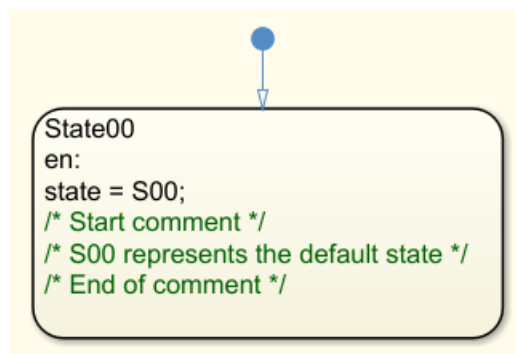 State00
en:
state = S00;
/* Start comment */
/* S00 represents the default state */
/* End of comment */